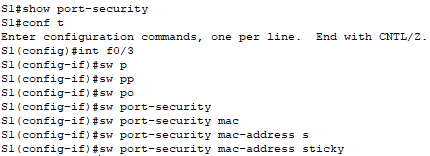 S1#show port-security
S1#conf t
Enter configuration commands, one per line.  End with CNTL/Z.
S1(config)#int f0/3
S1(config-if)#sw p
S1(config-if)#sw pp
S1(config-if)#sw po
S1(config-if)#sw port-security
S1(config-if)#sw port-security mac
S1(config-if)#sw port-security mac-address s
S1(config-if)#sw port-security mac-address sticky